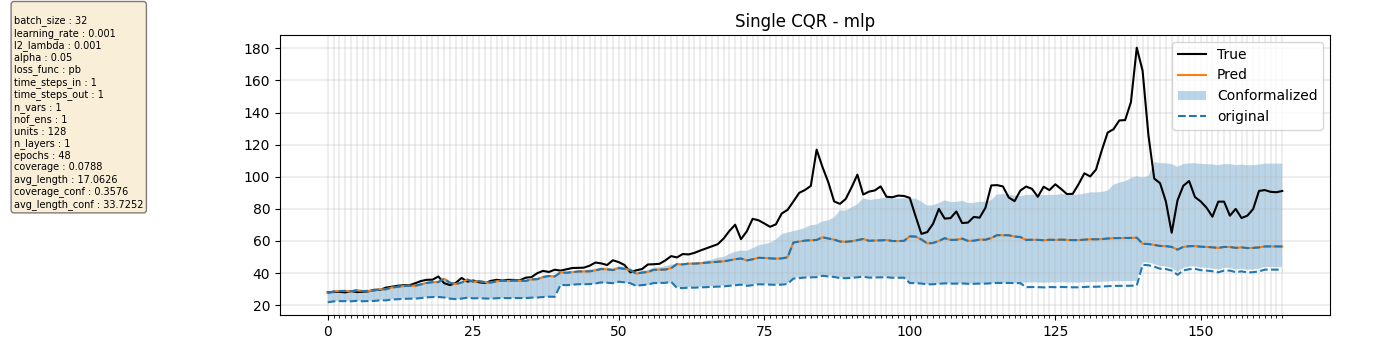 batch_size : 32
learning_rate : 0.001
l2_lambda : 0.001
alpha : 0.05
loss_func : pb
time_steps_in : 1
time_steps_out : 1
n_vars : 1
nof_ens : 1
units : 128
n_layers : 1
epochs : 48
coverage : 0.0788
avg_length : 17.0626
coverage_conf : 0.3576
avg_length_conf : 33.7252
Single CQR - mlp
180
160
140
120
100
80
60
40
20
0 25 50 75 100 125 150
True
Pred
Conformalized
original